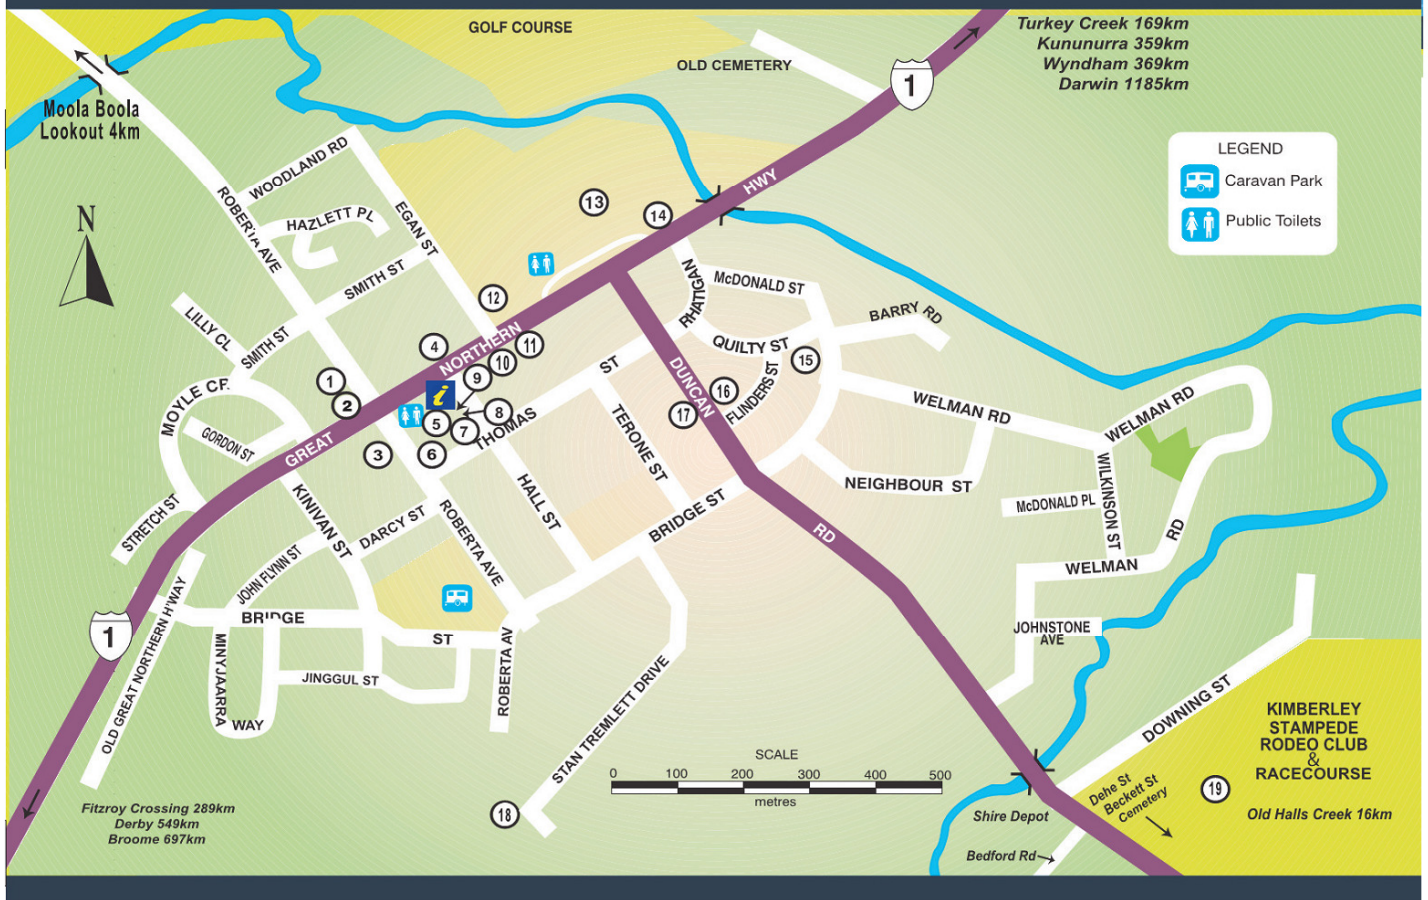 GOLF COURSE
OLD CEMETERY
Turkey Creek 169km
Kununurra 359km
Wyndham 369km
Darwin 1185km
1
Moola Boola
Lookout 4km
LEGEND
Caravan Park
Public Toilets
N
WOODLAND RD
ROBERTA AVE
HAZLETT PL
EGAN ST
SMITH ST
HWY
13
14
12
RHATIGAN
McDONALD ST
BARRY RD
LILLY CL
SMITH ST
4
NORTHERN
11
10
9
i
QUILTY ST
15
FLINDERS ST
16
17
DUNCAN
ST
1
2
MOYLE CR
GORDON ST
GREAT
3
5
6
7
8
THOMAS
TERONE ST
HALL ST
WELMAN RD
WELMAN RD
NEIGHBOUR ST
McDONALD PL
WILKINSON ST
RD
WELMAN
STRETCH ST
KINIVAN ST
DARCY ST
ROBERTA AVE
BRIDGE ST
RD
JOHN FLYNN ST
1
OLD GREAT NORTHERN H'WAY
BRIDGE
ST
MINYJAARRA
WAY
JINGGUL ST
ROBERTA AV
STAN TREMLETT DRIVE
JOHNSTONE
AVE
DOWNING ST
KIMBERLEY
STAMPEDE
RODEO CLUB
&
RACECOURSE
19
Old Halls Creek 16km
SCALE
0 100 200 300 400 500
metres
18
Fitzroy Crossing 289km
Derby 549km
Broome 697km
Shire Depot
Dehe St
Beckett St
Cemetery
Bedford Rd